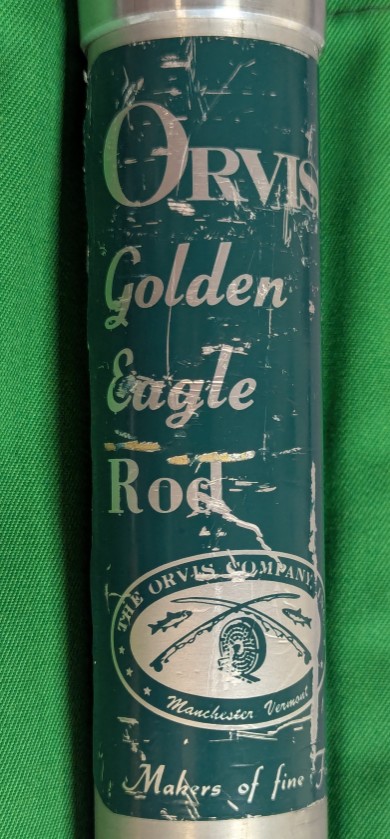 ORVIS
Golden
Eagle
Rod
THE ORVIS COMPANY
Manchester Vermont
Makers of fine F